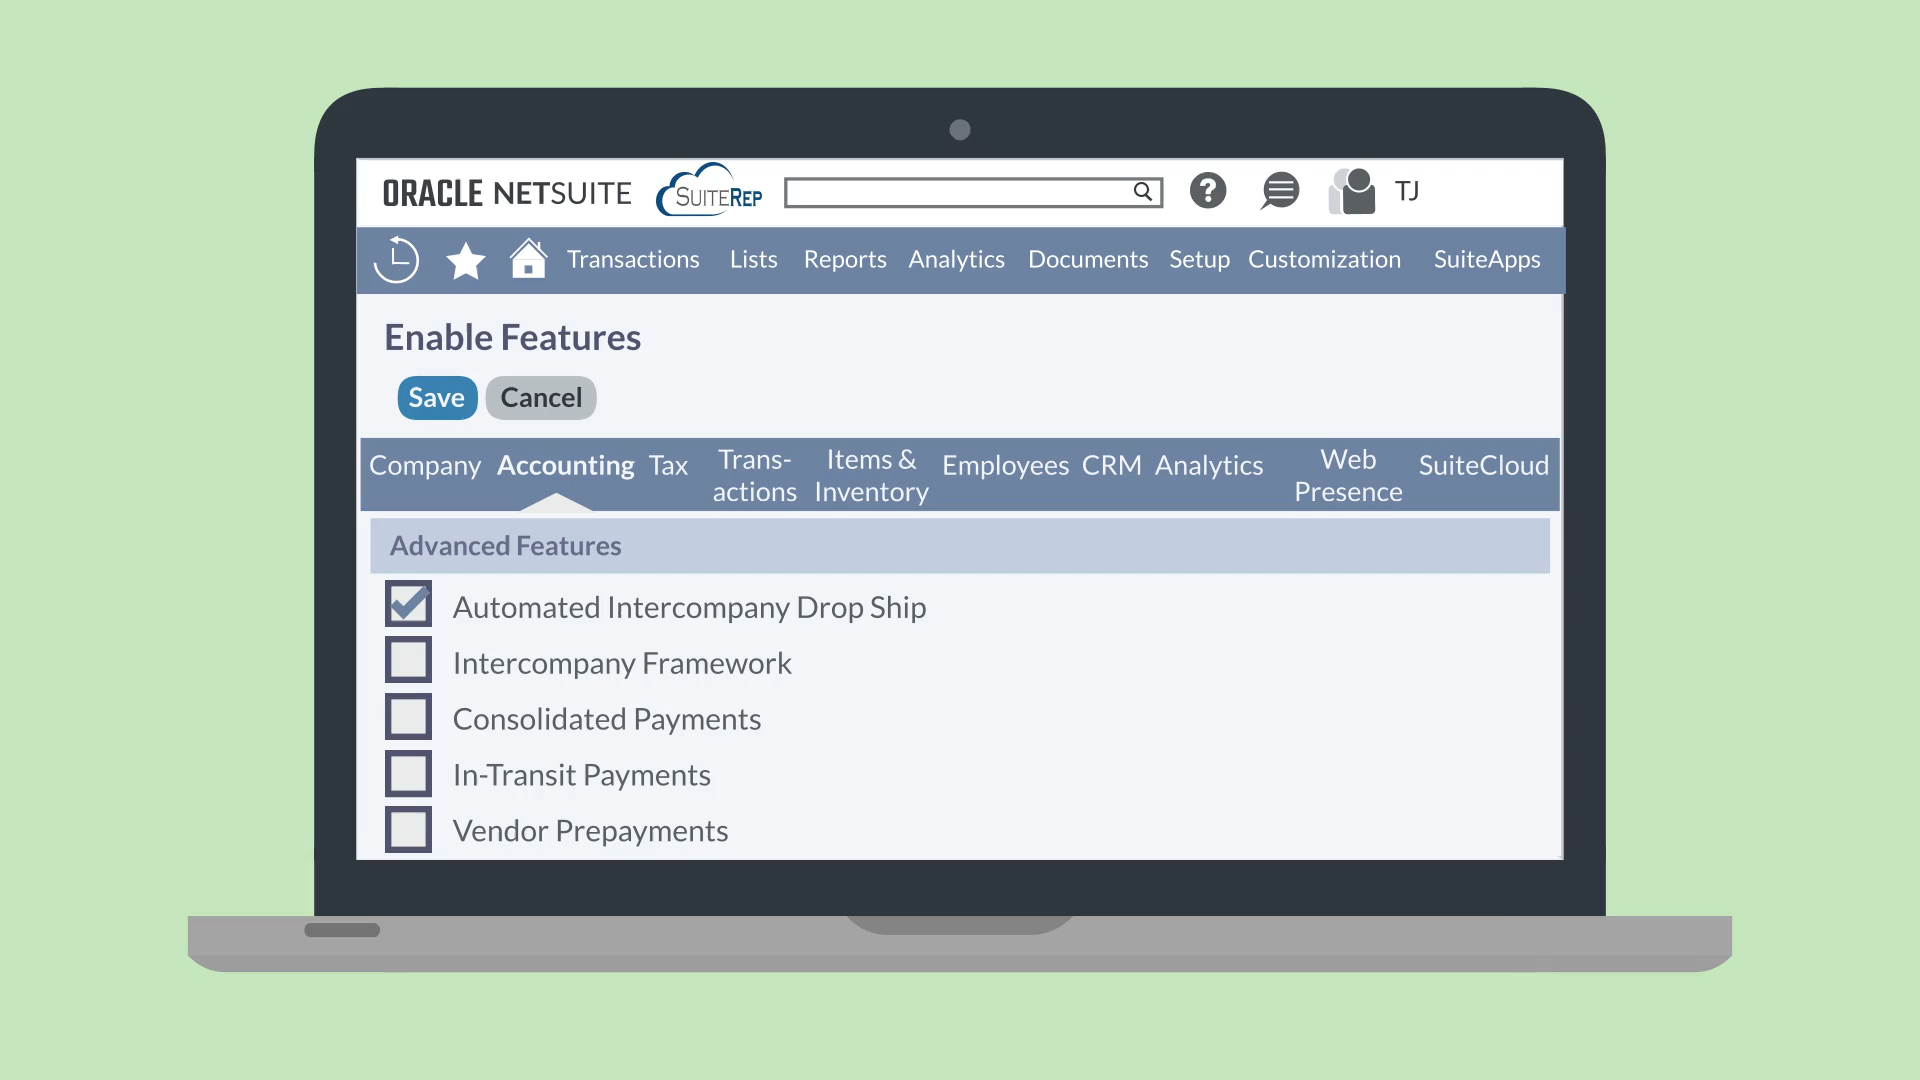 ORACLE NETSUITE SUITEREP ? TJ
Transactions Lists Reports Analytics Documents Setup Customization SuiteApps
Enable Features
Save Cancel
Company Accounting Tax Trans-
actions Items &
Inventory Employees CRM Analytics Web
Presence SuiteCloud
Advanced Features
Automated Intercompany Drop Ship
Intercompany Framework
Consolidated Payments
In-Transit Payments
Vendor Prepayments